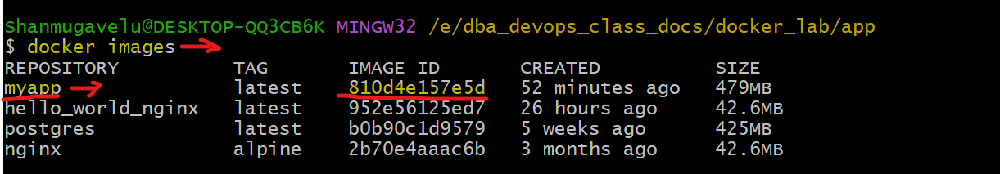 Shanmugavelu@DESKTOP-QQ3CB6K MINGW32 /e/dba_devops_class_docs/docker_lab/app
$ docker images
REPOSITORY TAG IMAGE ID CREATED SIZE
myapp latest 810d4e157e5d 52 minutes ago 479MB
hello_world_nginx latest 952e56125ed7 26 hours ago 42.6MB
postgres latest b0b90c1d9579 5 weeks ago 425MB
nginx alpine 2b70e4aaac6b 3 months ago 42.6MB